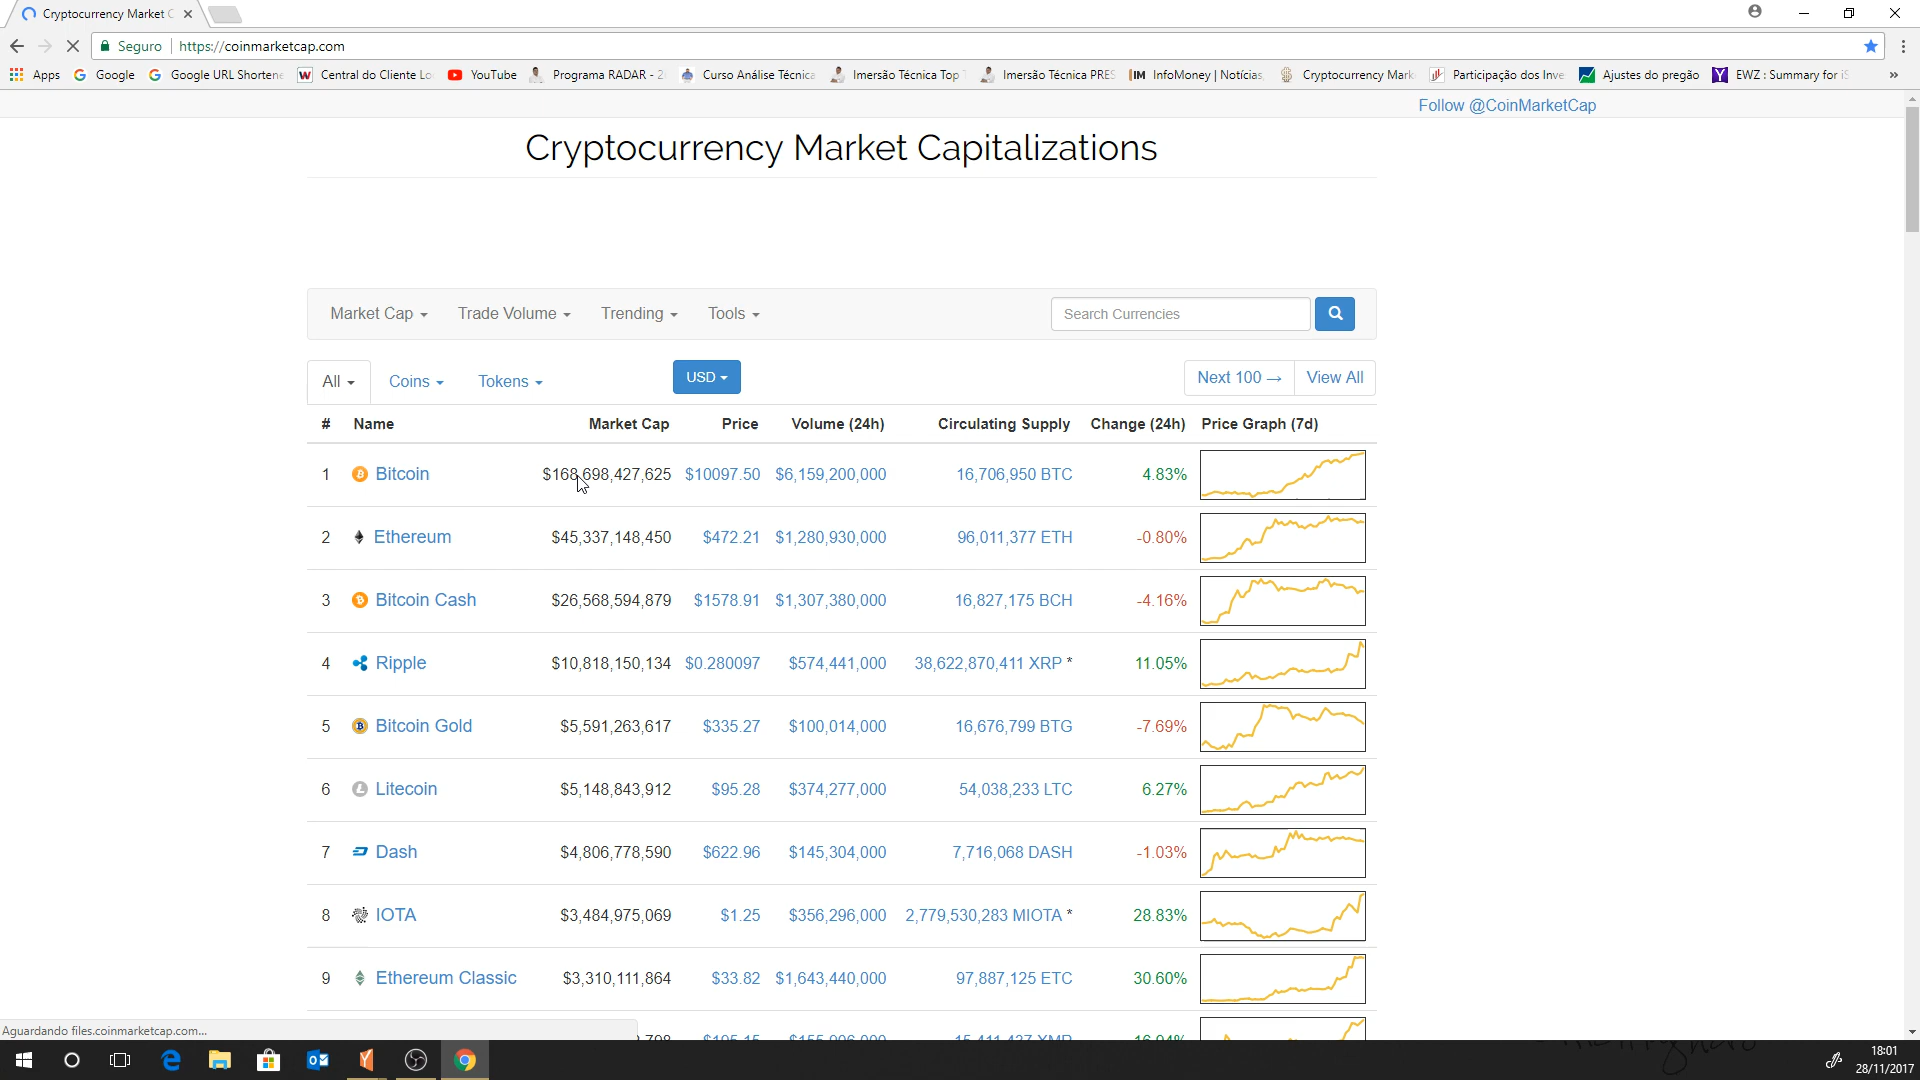 Cryptocurrency Market C
Seguro https://coinmarketcap.com
Apps Google Google URL Shortene Central do Cliente Lo YouTube Programa RADAR - 2 Curso Análise Técnica Imersão Técnica Top Imersão Técnica PRES InfoMoney | Notícias Cryptocurrency Mark Participação dos Inve Ajustes do pregão EWZ : Summary for iS »
Follow @CoinMarketCap
Cryptocurrency Market Capitalizations
Market Cap Trade Volume Trending Tools Search Currencies
All Coins Tokens USD Next 100 → View All
# Name Market Cap Price Volume (24h) Circulating Supply Change (24h) Price Graph (7d)
1 Bitcoin $168,698,427,625 $10097.50 $6,159,200,000 16,706,950 BTC 4.83%
2 Ethereum $45,337,148,450 $472.21 $1,280,930,000 96,011,377 ETH -0.80%
3 Bitcoin Cash $26,568,594,879 $1578.91 $1,307,380,000 16,827,175 BCH -4.16%
4 Ripple $10,818,150,134 $0.280097 $574,441,000 38,622,870,411 XRP * 11.05%
5 Bitcoin Gold $5,591,263,617 $335.27 $100,014,000 16,676,799 BTG -7.69%
6 Litecoin $5,148,843,912 $95.28 $374,277,000 54,038,233 LTC 6.27%
7 Dash $4,806,778,590 $622.96 $145,304,000 7,716,068 DASH -1.03%
8 IOTA $3,484,975,069 $1.25 $356,296,000 2,779,530,283 MIOTA * 28.83%
9 Ethereum Classic $3,310,111,864 $33.82 $1,643,440,000 97,887,125 ETC 30.60%
Aguardando files.coinmarketcap.com...
18:01
28/11/2017